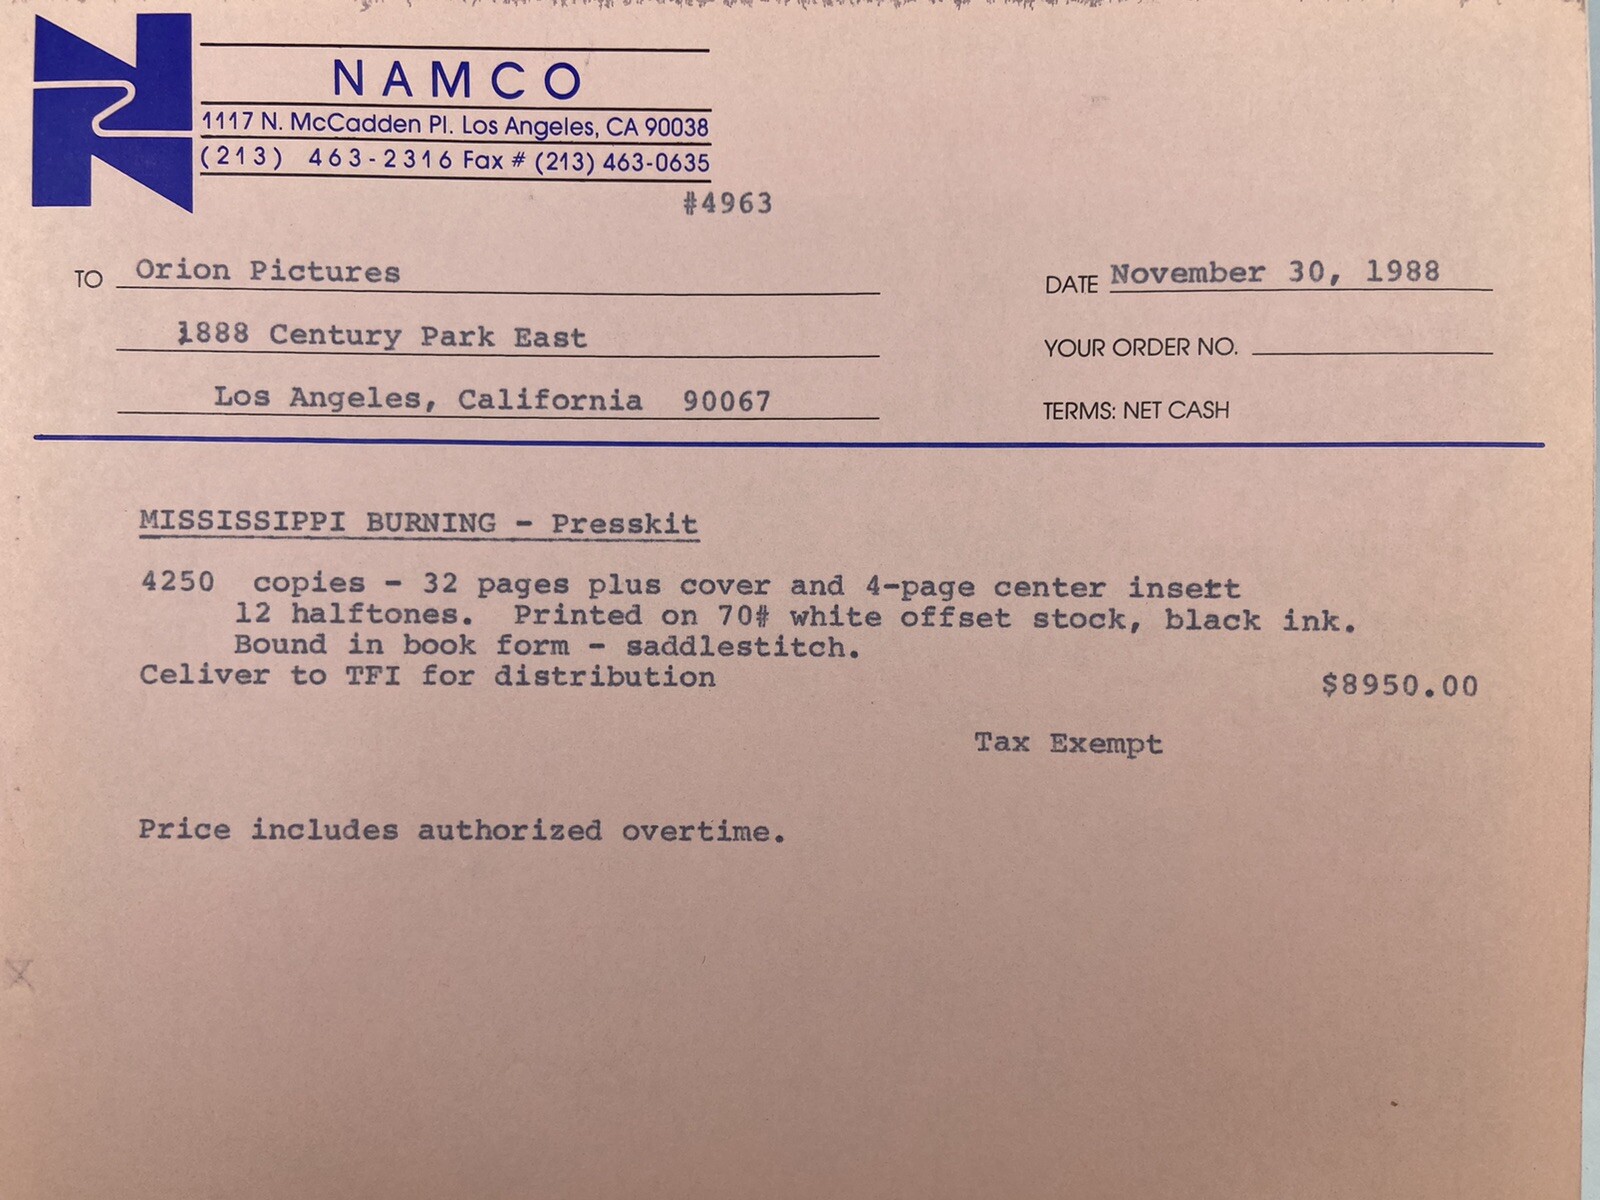 NAMCO
1117 N. McCadden Pl. Los Angeles, CA 90038
(213) 463-2316 Fax # (213) 463-0635
#4963
TO Orion Pictures
1888 Century Park East
Los Angeles, California 90067
DATE November 30, 1988
YOUR ORDER NO.
TERMS: NET CASH
MISSISSIPPI BURNING - Presskit
4250 copies - 32 pages plus cover and 4-page center insett
12 halftones. Printed on 70# white offset stock, black ink.
Bound in book form - saddlestitch.
Celiver to TFI for distribution
$8950.00
Tax Exempt
Price includes authorized overtime.